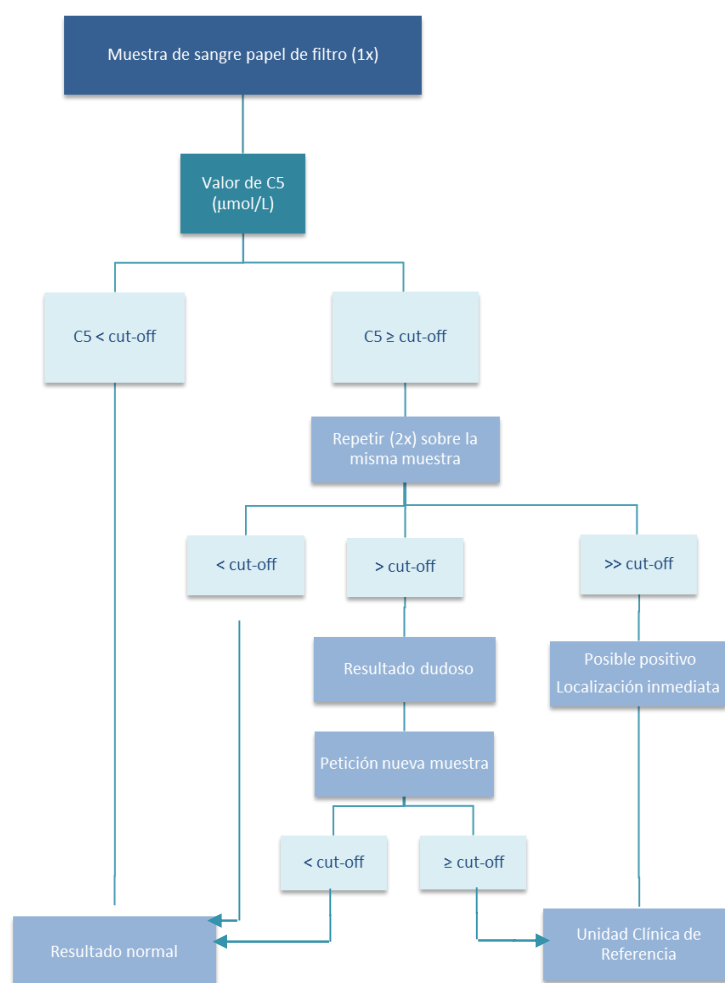 Muestra de sangre papel de filtro (1x)
Valor de C5
(μmol/L)
C5 < cut-off
C5 ≥ cut-off
Repetir (2x) sobre la
misma muestra
< cut-off
> cut-off
>> cut-off
Resultado dudoso
Posible positivo
Localización inmediata
Petición nueva muestra
< cut-off
≥ cut-off
Resultado normal
Unidad Clínica de
Referencia